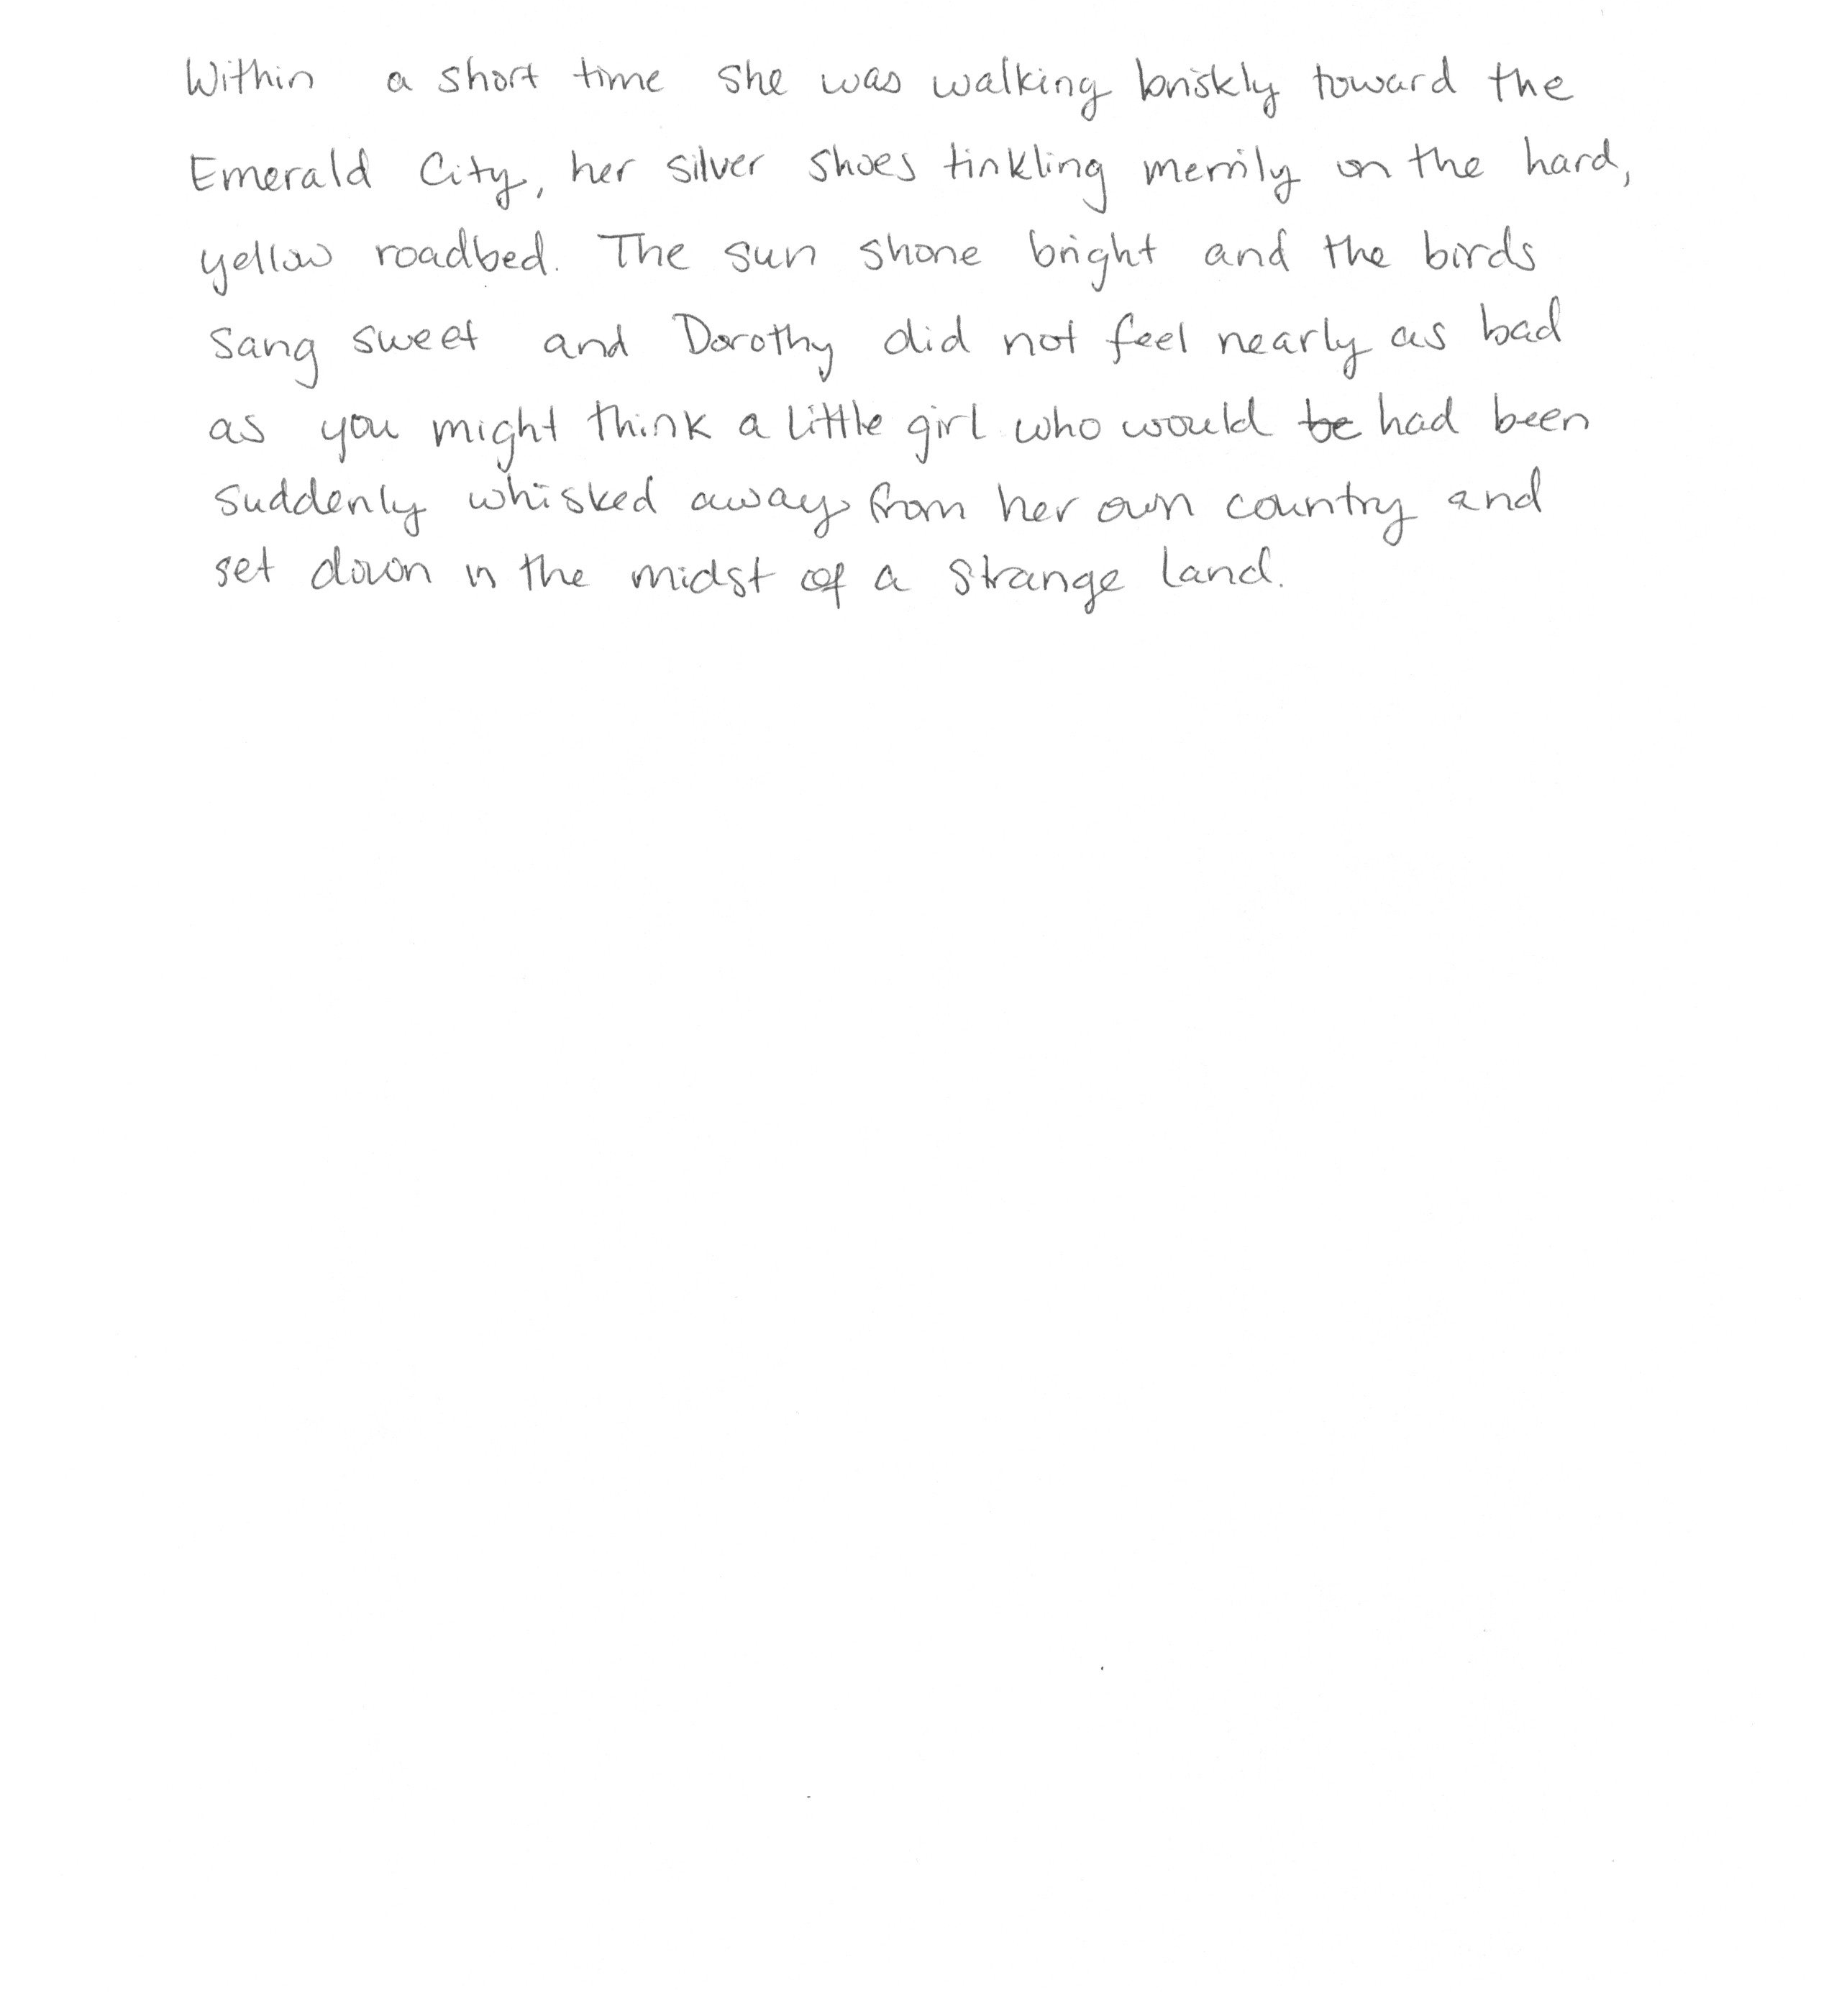 Within a short time she was walking briskly toward the
Emerald City, her silver shoes tinkling merrily on the hard,
yellow roadbed. The sun shone bright and the birds
sang sweet and Dorothy did not feel nearly as bad
as you might think a little girl who would be had been
suddenly whisked away from her own country and
set down in the midst of a strange land.